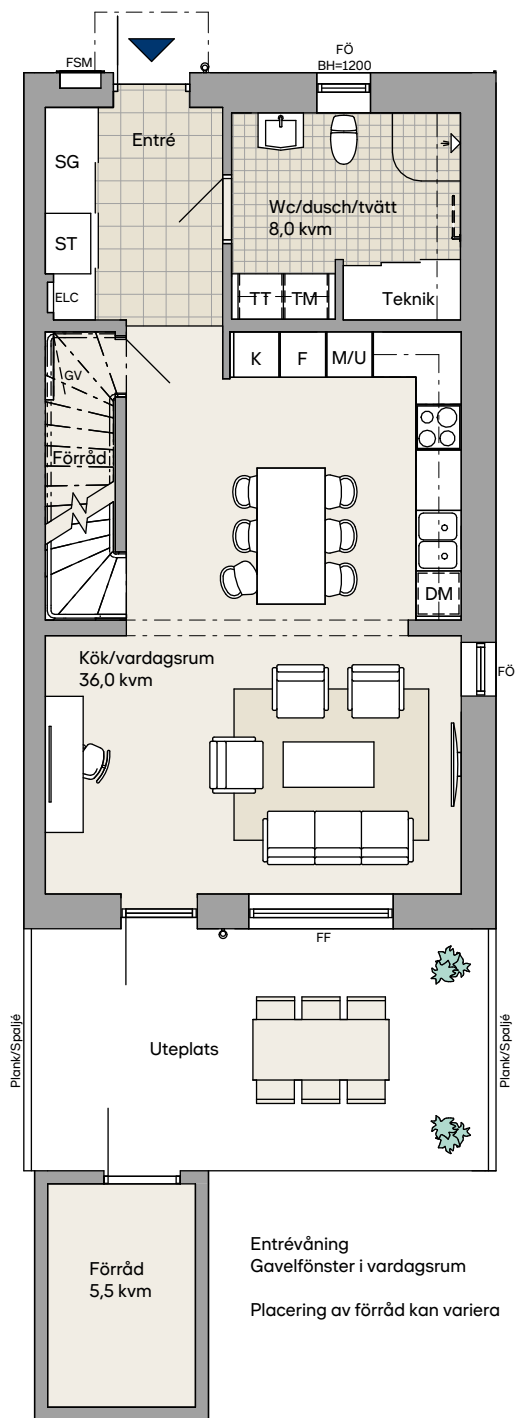 FSM
FÖ
BH=1200
Entré
SG
ST
ELC
Wc/dusch/tvätt
8,0 kvm
TT
TM
Teknik
K
F
M/U
GV
Förråd
DM
Kök/vardagsrum
36,0 kvm
FÖ
FF
Plank/Spaljé
Uteplats
Plank/Spaljé
Förråd
5,5 kvm
Entrévåning
Gavelfönster i vardagsrum
Placering av förråd kan variera